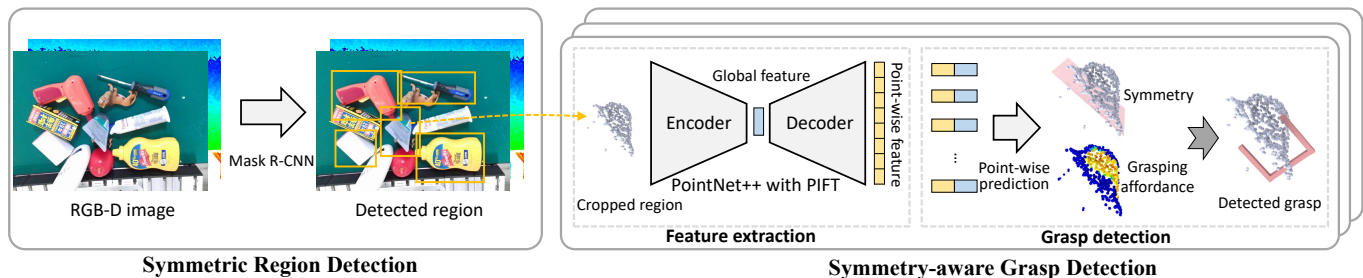 Mask R-CNN
RGB-D image
Detected region
Symmetric Region Detection
Cropped region
Encoder
Global feature
Decoder
PointNet++ with PIFT
Point-wise feature
Feature extraction
...
Point-wise
prediction
Symmetry
Grasping
affordance
Detected grasp
Grasp detection
Symmetry-aware Grasp Detection